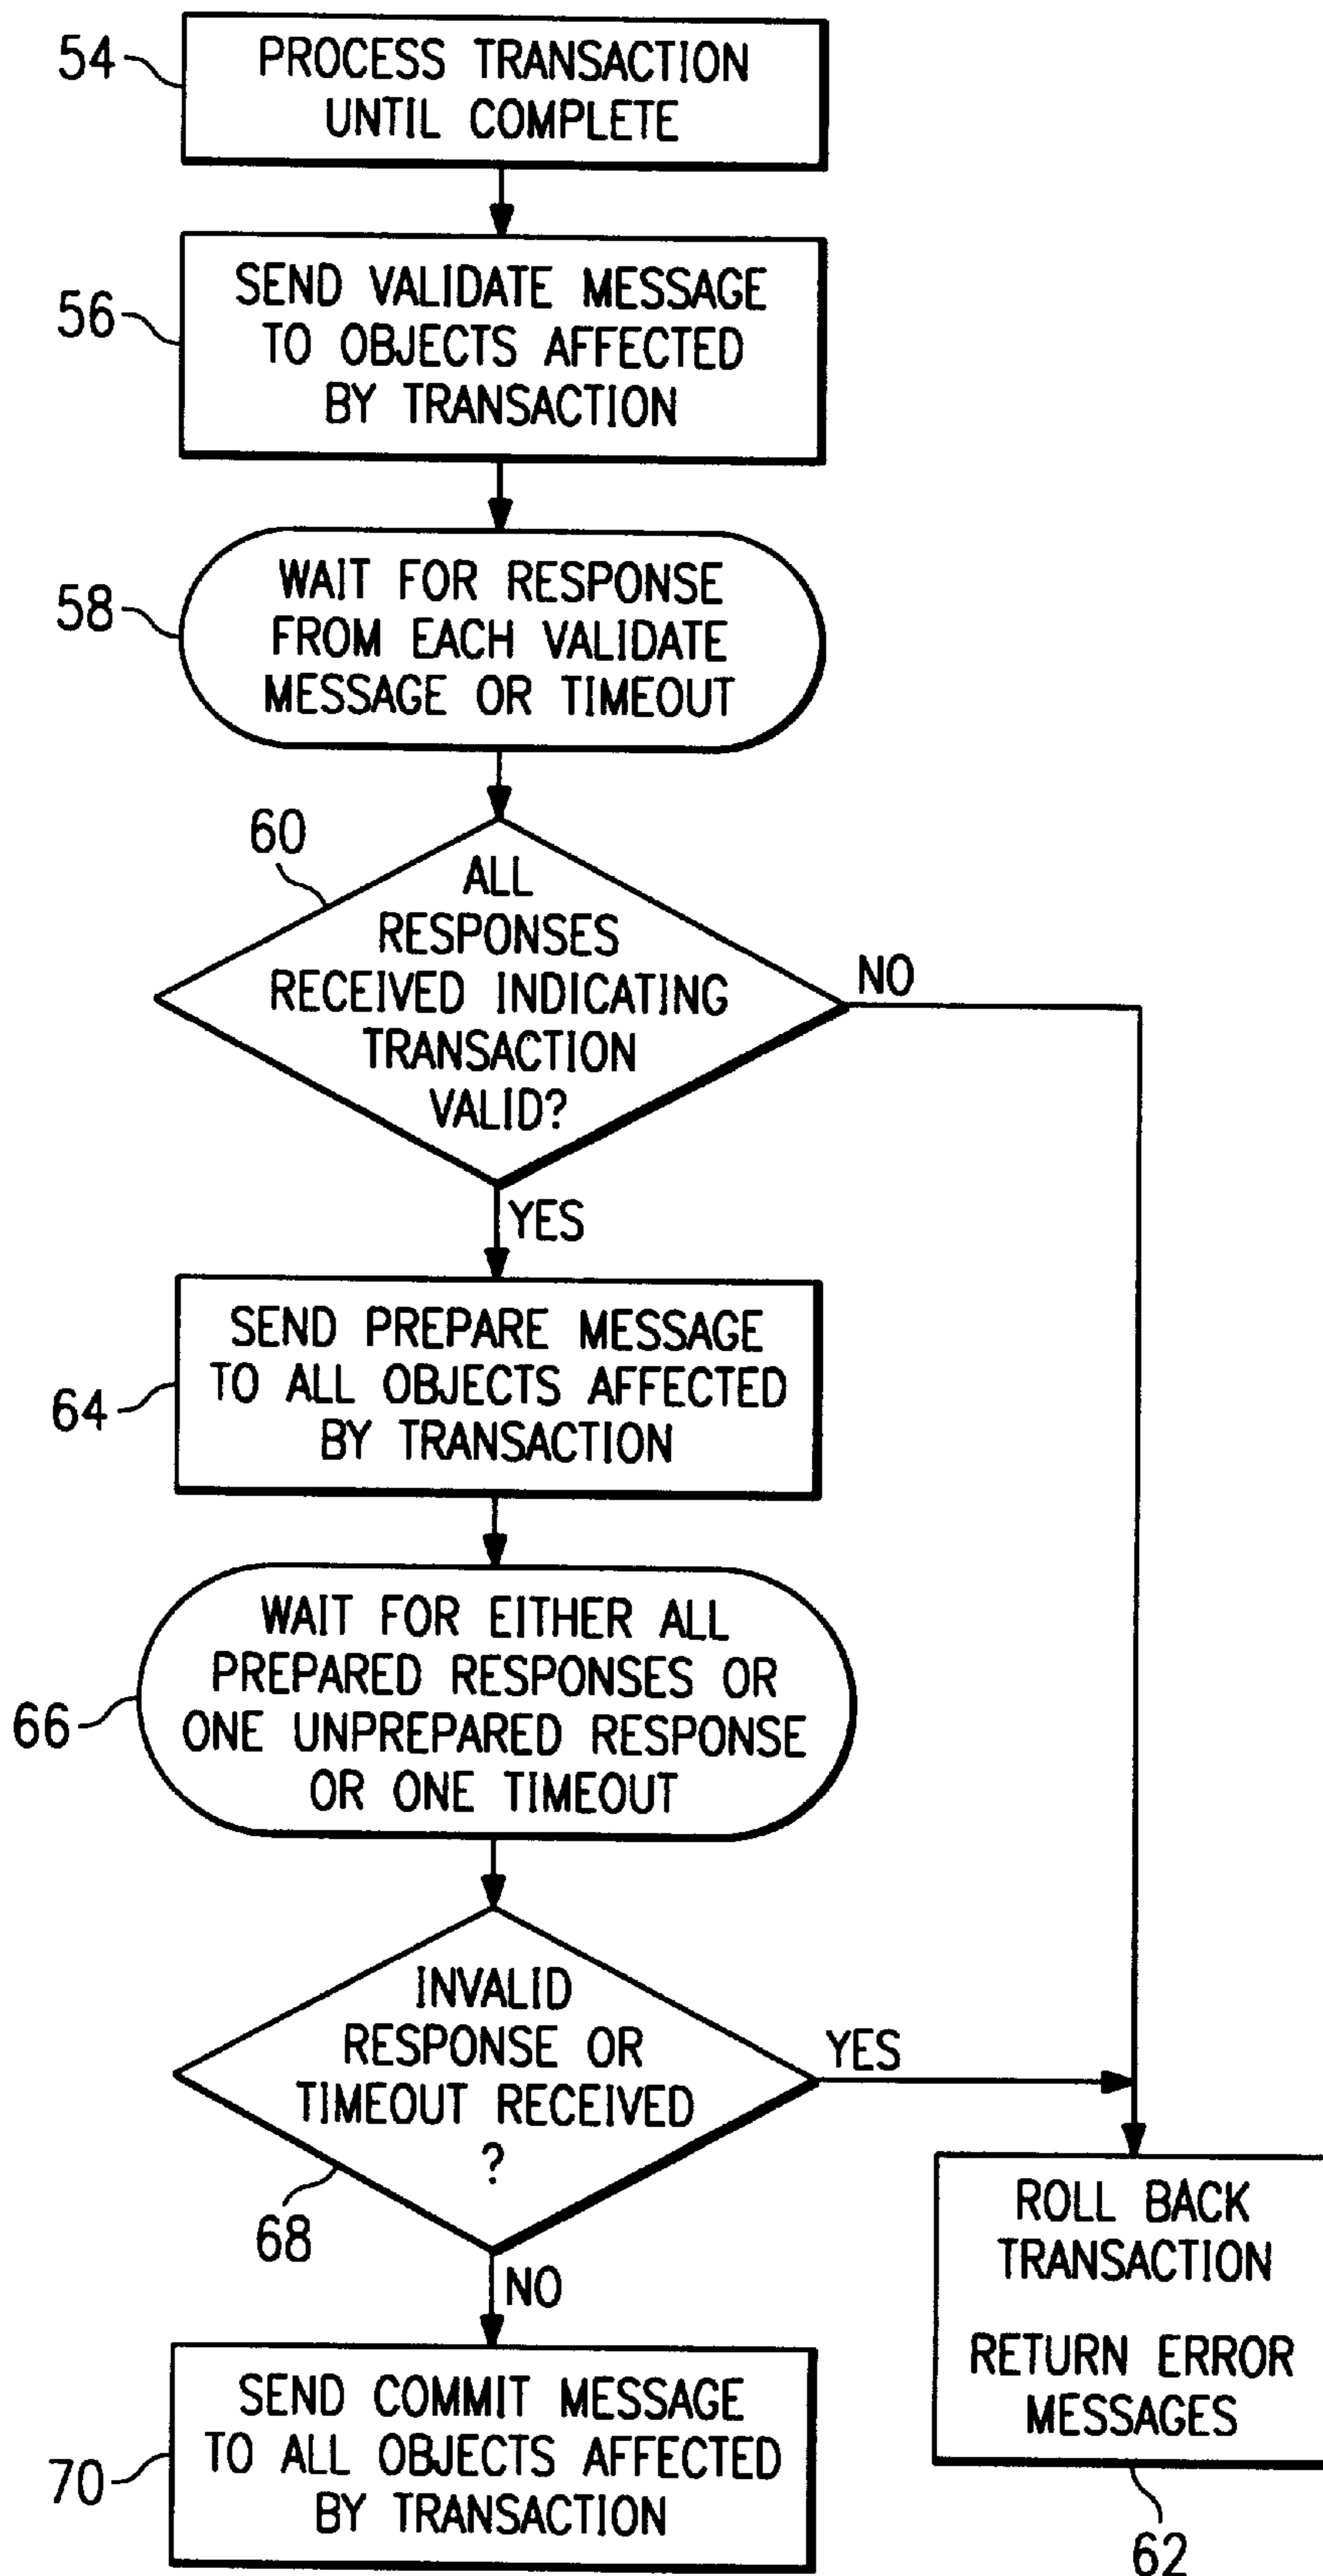 54
PROCESS TRANSACTION
UNTIL COMPLETE
56
SEND VALIDATE MESSAGE
TO OBJECTS AFFECTED
BY TRANSACTION
58
WAIT FOR RESPONSE
FROM EACH VALIDATE
MESSAGE OR TIMEOUT
60
ALL
RESPONSES
RECEIVED INDICATING
TRANSACTION
VALID?
NO
YES
64
SEND PREPARE MESSAGE
TO ALL OBJECTS AFFECTED
BY TRANSACTION
66
WAIT FOR EITHER ALL
PREPARED RESPONSES OR
ONE UNPREPARED RESPONSE
OR ONE TIMEOUT
INVALID
RESPONSE OR
TIMEOUT RECEIVED
?
YES
68
NO
ROLL BACK
TRANSACTION
RETURN ERROR
MESSAGES
62
70
SEND COMMIT MESSAGE
TO ALL OBJECTS AFFECTED
BY TRANSACTION